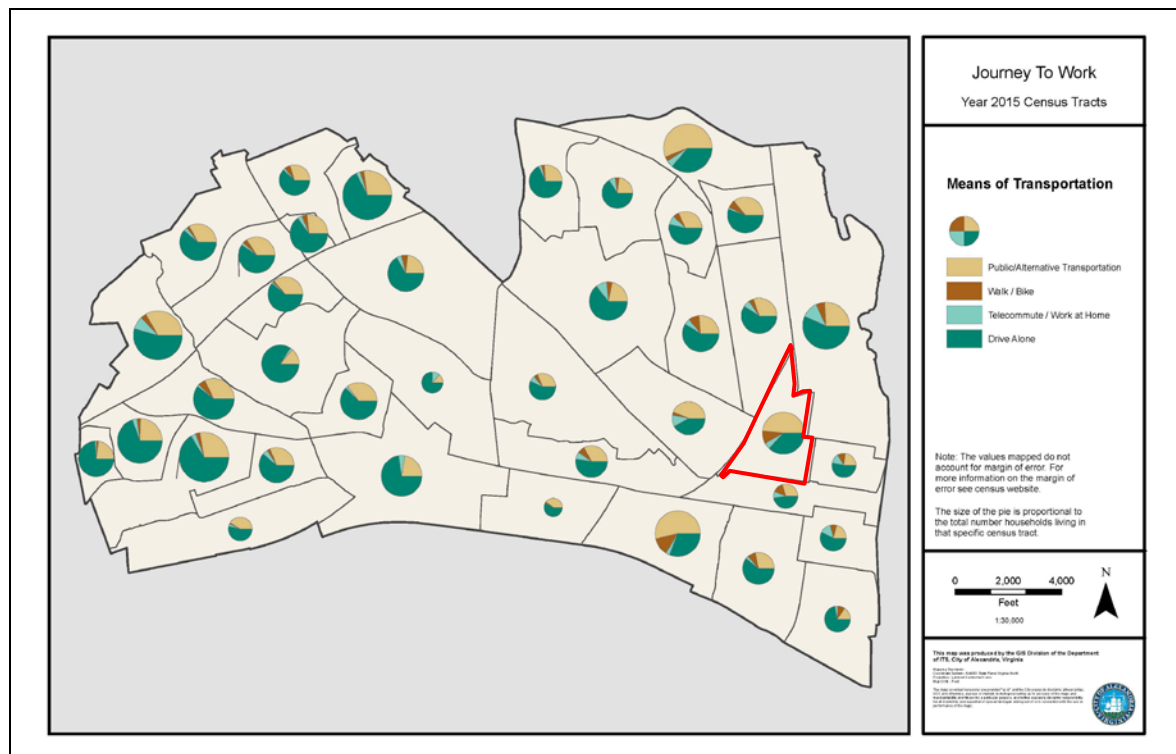 Journey To Work
Year 2015 Census Tracts
Means of Transportation
Public/Alternative Transportation
Walk / Bike
Telecommute / Work at Home
Drive Alone
Note: The values mapped do not
account for margin of error. For
more information on the margin of
error see census website.
The size of the pie is proportional to
the total number households living in
that specific census tract.
0 2,000 4,000
Feet
1:30,000
N
This map was produced by the GIS Division of the Department
of ITS, City of Alexandria, Virginia